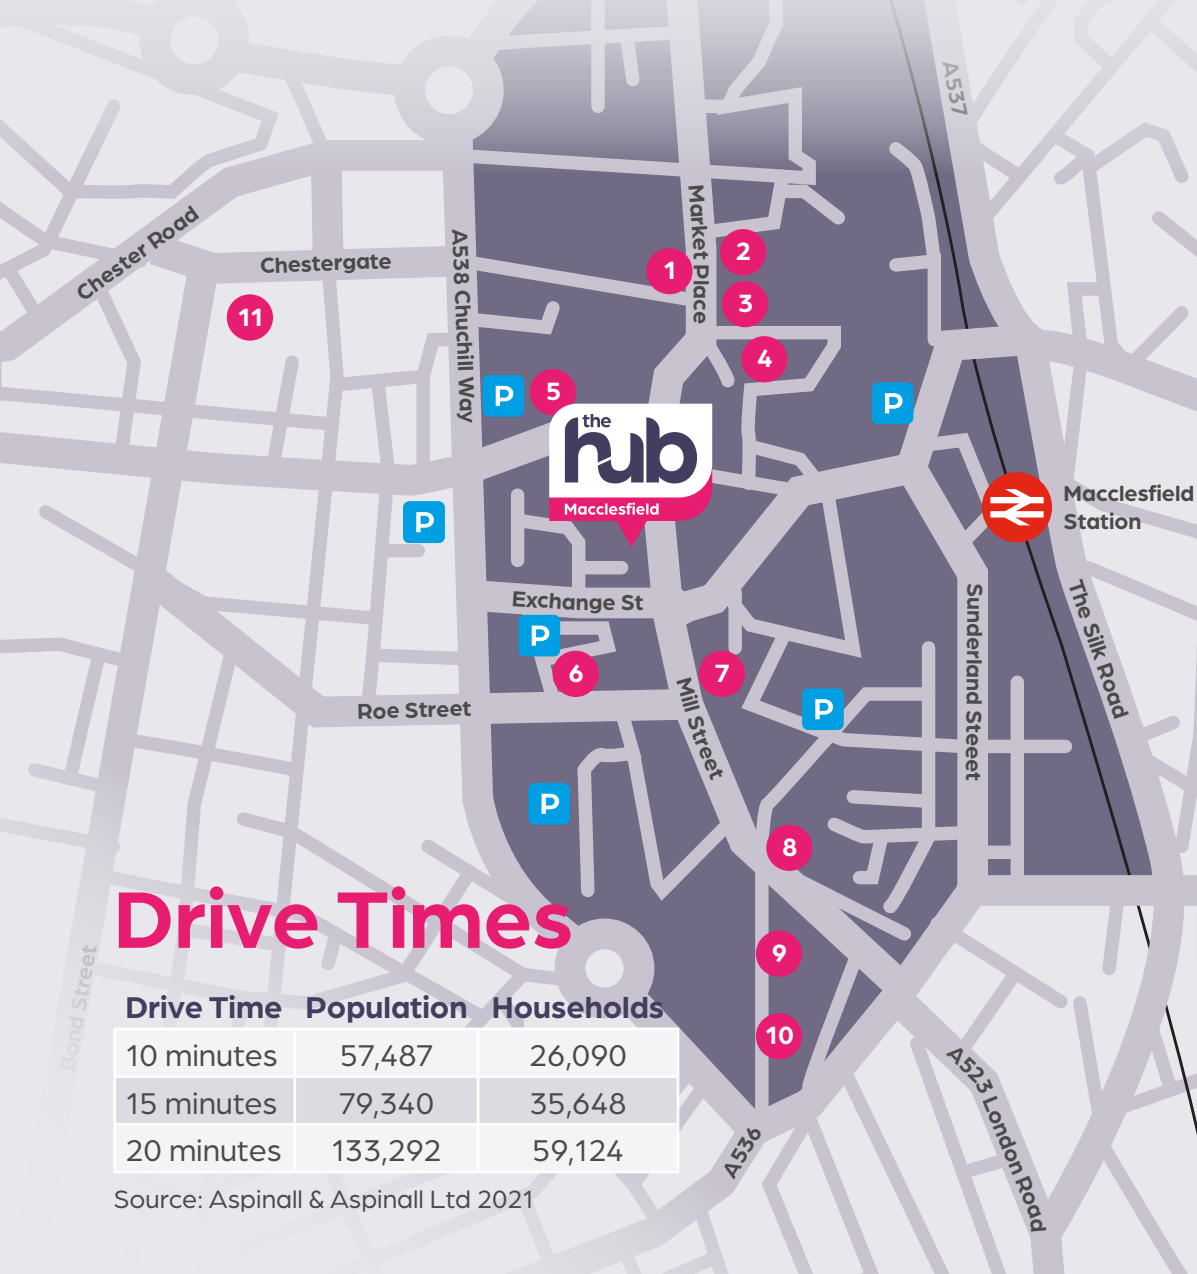 A537
Market Place
Chester Road
A538 Chuchill Way
Chestergate
1
2
3
4
11
P
5
P
the
hub
Macclesfield
Macclesfield
Station
P
Exchange St
P
6
7
Sunderland Steeet
The Silk Road
Roe Street
Mill Street
P
P
8
Drive Times
9
Bond Street
Drive Time Population Households
10 minutes 57,487 26,090
10
15 minutes 79,340 35,648
20 minutes 133,292 59,124
A536
A523 London Road
Source: Aspinall & Aspinall Ltd 2021